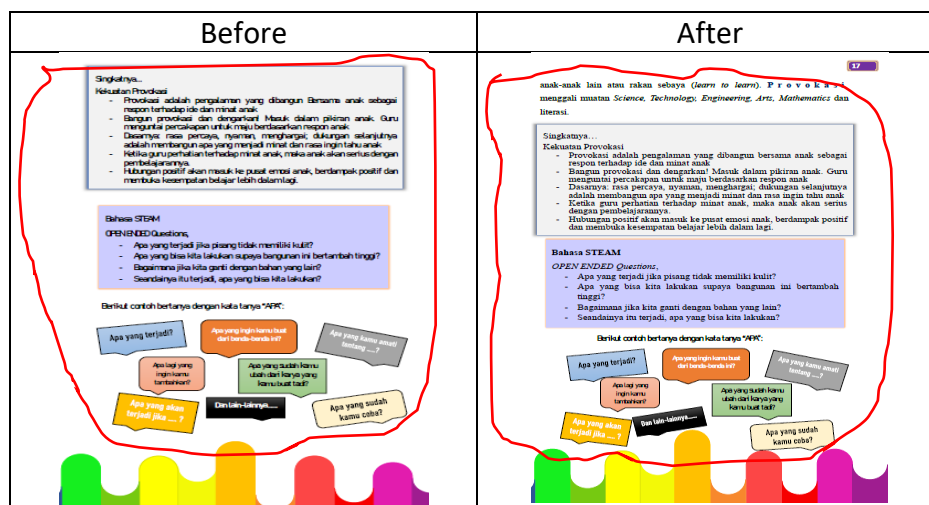 Before
After
Singkatnya...
Kekuatan Provokasi
- Provokasi adalah pengalaman yang dibangun Bersama anak sebagai
respon terhadap ide dan minat anak
- Bangun provokasi dan dengarkan! Masuk dalam pikiran anak. Guru
menguntai percakapan untuk maju berdasarkan respon anak
- Dasarnya: rasa percaya, nyaman, menghargai; dukungan selanjutnya
adalah membangun apa yang menjadi minat dan rasa ingin tahu anak
- Ketika guru perhatian terhadap minat anak, maka anak akan serius dengan
pembelajarannya.
- Hubungan positif akan masuk ke pusat emosi anak, berdampak positif dan
membuka kesempatan belajar lebih dalam lagi.
Bahasa STEAM
OPEN ENDED Questions,
- Apa yang terjadi jika pisang tidak memiliki kulit?
- Apa yang bisa kita lakukan supaya bangunan ini bertambah tinggi?
- Bagaimana jika kita ganti dengan bahan yang lain?
- Seandainya itu terjadi, apa yang bisa kita lakukan?
Berikut contoh bertanya dengan kata tanya "APA":
Apa yang terjadi?
Apa yang ingin kamu buat
dari benda-benda ini?
Apa yang kamu amati
tentang ....?
Apa lagi yang
ingin kamu
tambahkan?
Apa yang sudah kamu
ubah dari karya yang
kamu buat tadi?
Apa yang akan
terjadi jika .... ?
Dan lain-lainnya.....
Apa yang sudah
kamu coba?
17
anak-anak lain atau rakan sebaya (learn to learn). P r o v o k a s i
menggali muatan Science, Technology, Engineering, Arts, Mathematics dan
literasi.
Singkatnya...
Kekuatan Provokasi
- Provokasi adalah pengalaman yang dibangun bersama anak sebagai
respon terhadap ide dan minat anak
- Bangun provokasi dan dengarkan! Masuk dalam pikiran anak. Guru
menguntai percakapan untuk maju berdasarkan respon anak
- Dasarnya: rasa percaya, nyaman, menghargai; dukungan selanjutnya
adalah membangun apa yang menjadi minat dan rasa ingin tahu anak
- Ketika guru perhatian terhadap minat anak, maka anak akan serius
dengan pembelajarannya.
- Hubungan positif akan masuk ke pusat emosi anak, berdampak positif
dan membuka kesempatan belajar lebih dalam lagi.
Bahasa STEAM
OPEN ENDED Questions,
- Apa yang terjadi jika pisang tidak memiliki kulit?
- Apa yang bisa kita lakukan supaya bangunan ini bertambah
tinggi?
- Bagaimana jika kita ganti dengan bahan yang lain?
- Seandainya itu terjadi, apa yang bisa kita lakukan?
Berikut contoh bertanya dengan kata tanya "APA":
Apa yang terjadi?
Apa yang ingin kamu buat
dari benda-benda ini?
Apa yang kamu amati
tentang ....?
Apa lagi yang
ingin kamu
tambahkan?
Apa yang sudah kamu
ubah dari karya yang
kamu buat tadi?
Apa yang akan
terjadi jika .... ?
Dan lain-lainnya.....
Apa yang sudah
kamu coba?